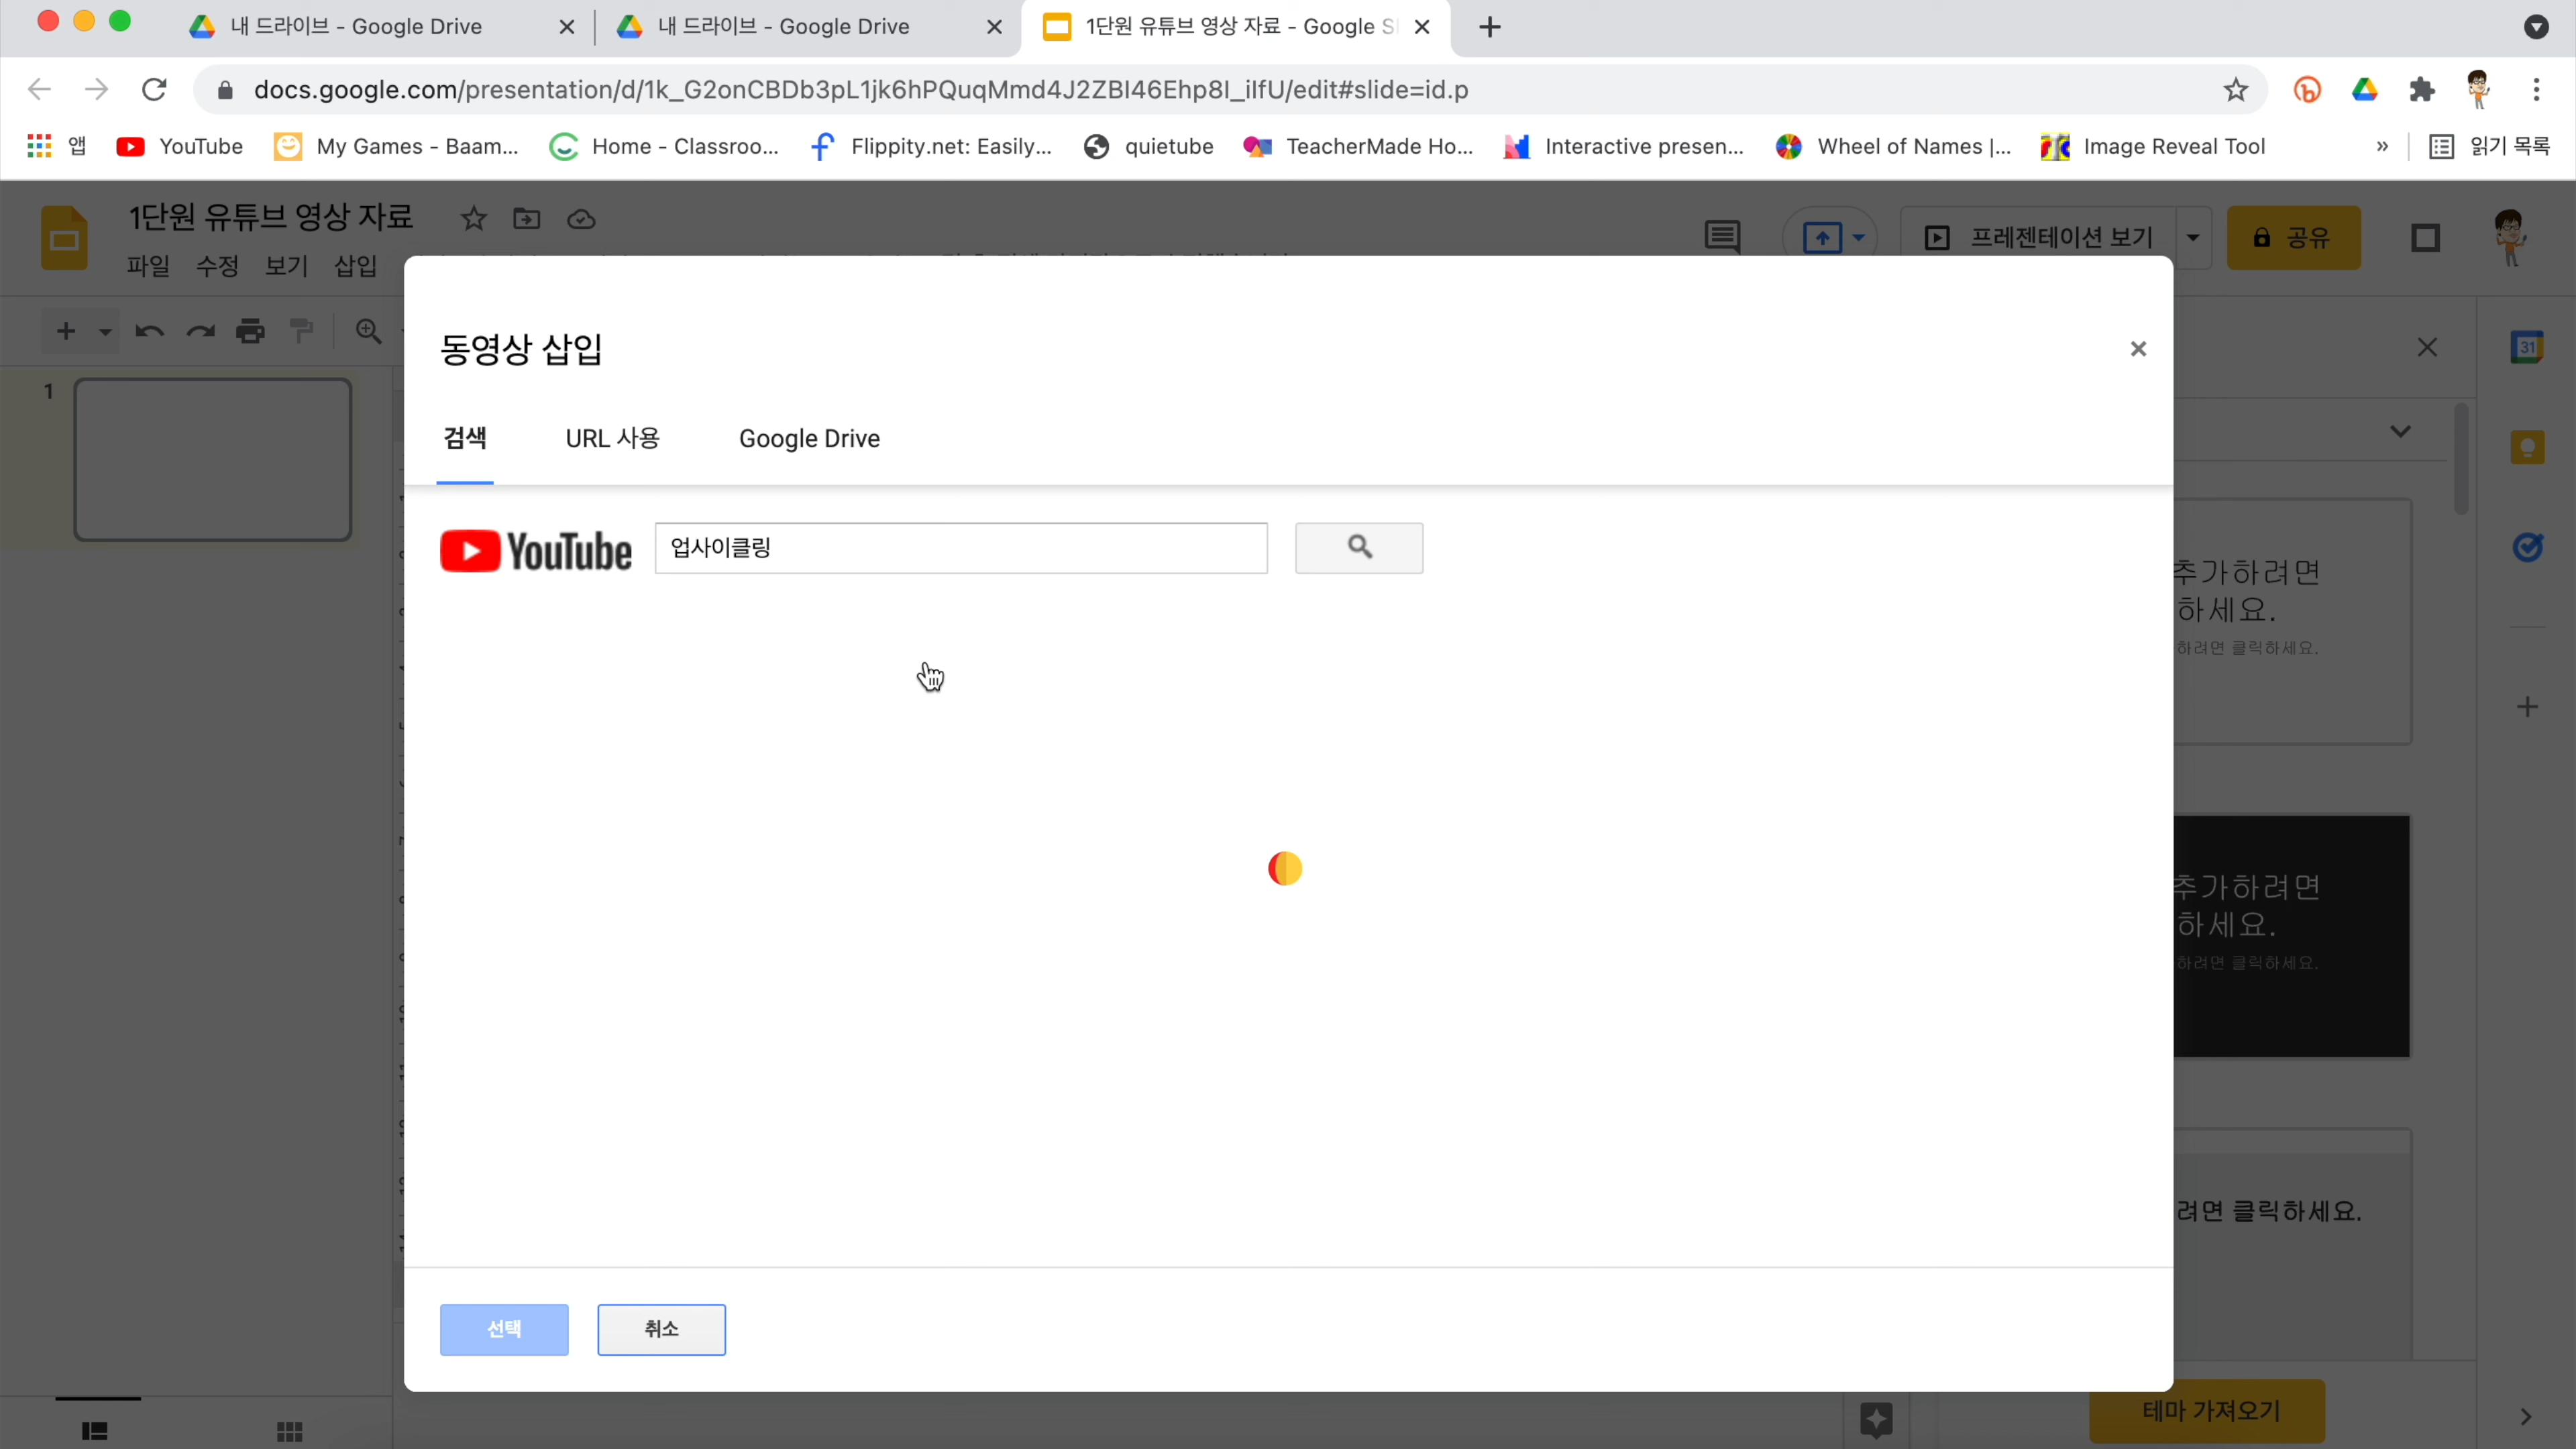 내 드라이브 - Google Drive
내 드라이브 - Google Drive
1단원 유튜브 영상 자료 - Google S
docs.google.com/presentation/d/1k_G2onCBDb3pL1jk6hPQuqMmd4J2ZBI46Ehp8I_iIfU/edit#slide=id.p
앱
YouTube
My Games - Baam...
Home - Classroo...
Flippity.net: Easily...
quietube
TeacherMade Ho...
Interactive presen...
Wheel of Names |...
Image Reveal Tool
»
읽기 목록
1단원 유튜브 영상 자료
프레젠테이션 보기
공유
파일 수정 보기 삽입
1
동영상 삽입
검색
URL 사용
Google Drive
YouTube
업사이클링
선택
취소
31
추가하려면
하세요.
하려면 클릭하세요.
추가하려면
하세요.
하려면 클릭하세요.
려면 클릭하세요.
테마 가져오기